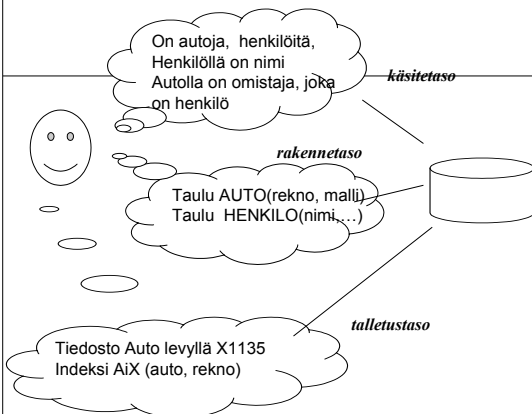 On autoja, henkilöitä,
Henkilöllä on nimi
Autolla on omistaja, joka
on henkilö
käsitetaso
rakennetaso
Taulu AUTO(rekno, malli)
Taulu HENKILO(nimi,…)
talletustaso
Tiedosto Auto levyllä X1135
Indeksi AiX (auto, rekno)